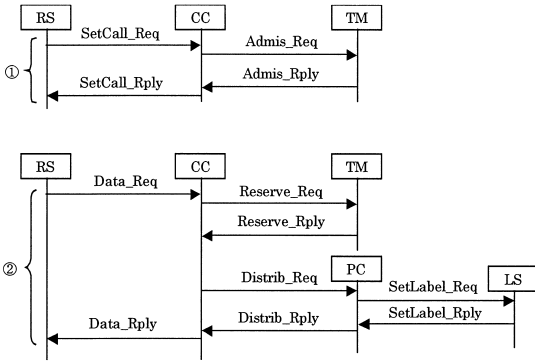 RS CC TM
SetCall_Req
Admis_Req
①
Admis_Rply
SetCall_Rply
RS CC TM
Data_Req
Reserve_Req
Reserve_Rply
②
PC
LS
Distrib_Req
SetLabel_Req
Data_Rply
Distrib_Rply
SetLabel_Rply